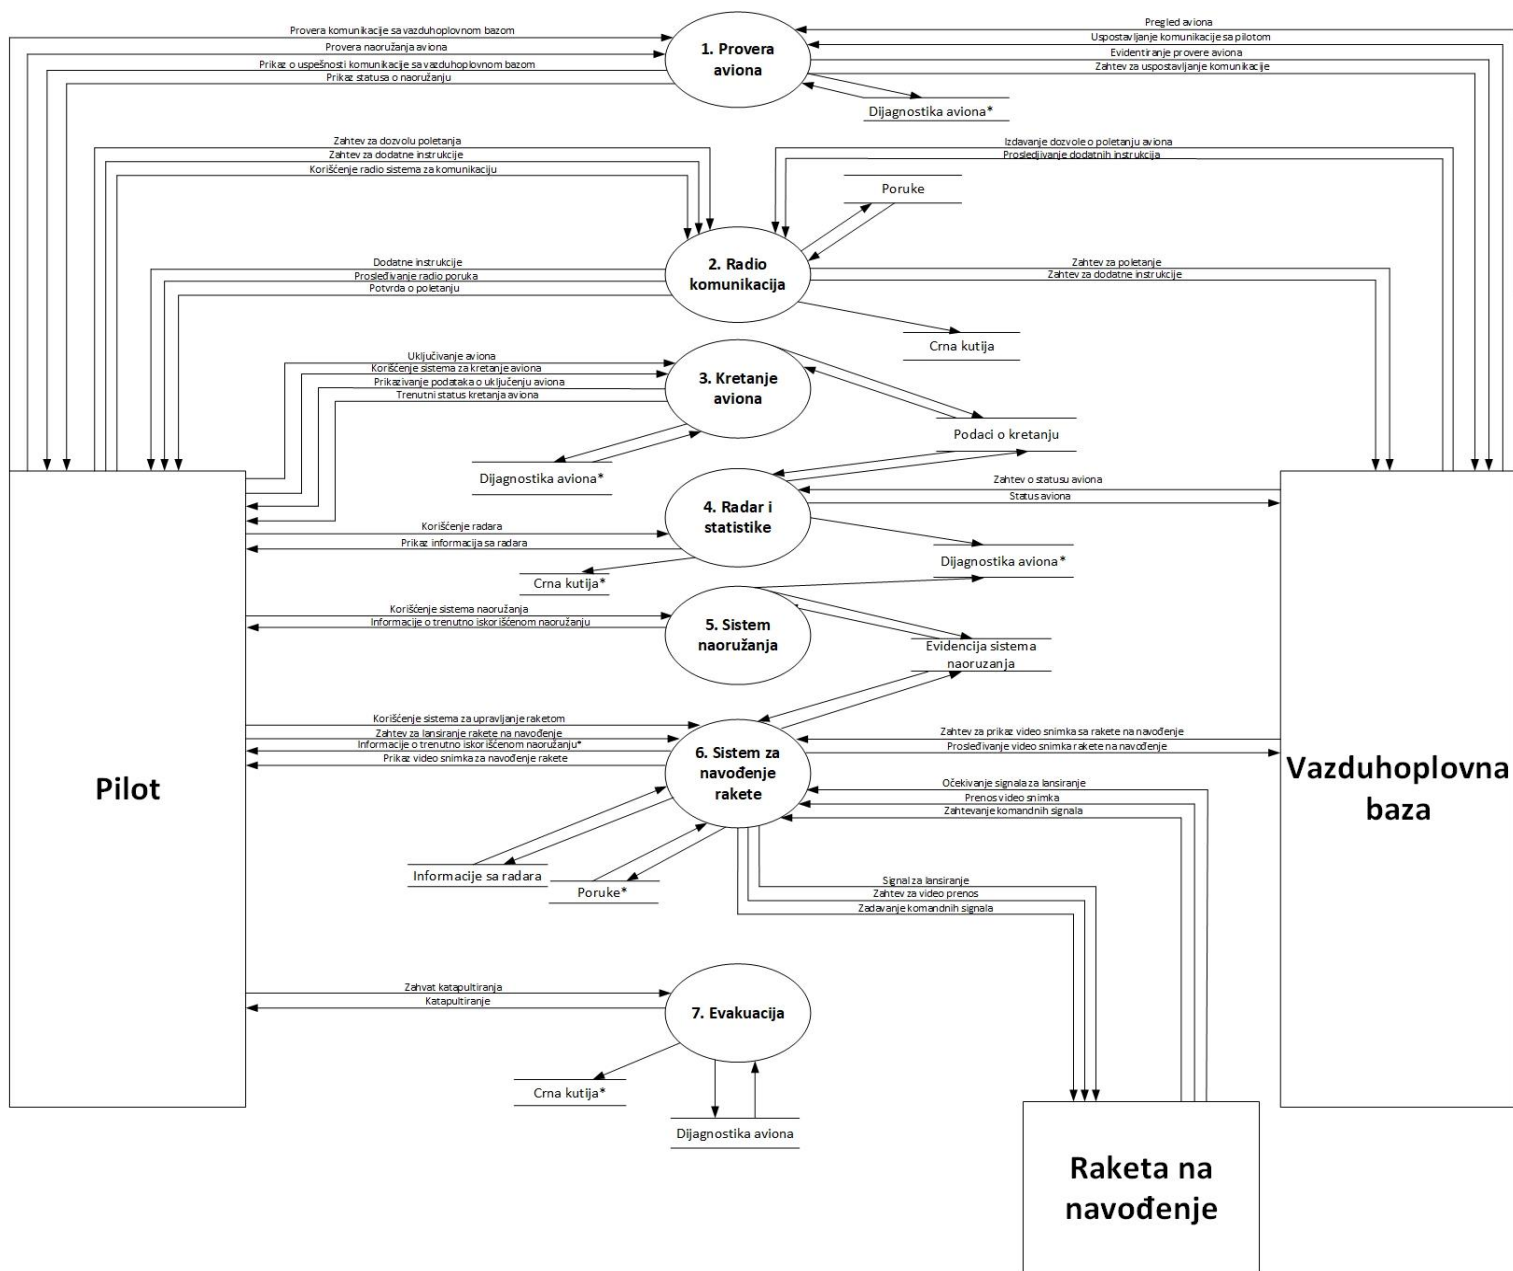 Provera komunikacije sa vazduhoplovnom bazom
Provera naoružanja aviona
Prikaz o uspešnosti komunikacije sa vazduhoplovnom bazom
Prikaz statusa o naoružanju
1. Provera
aviona
Pregled aviona
Uspostavljanje komunikacije sa pilotom
Evidentiranje provere aviona
Zahtev za uspostavljanje komunikacije
Dijagnostika aviona*
Zahtev za dozvolu poletanja
Zahtev za dodatne instrukcije
Korišćenje radio sistema za komunikaciju
Izdavanje dozvole o poletanju aviona
Prosledjivanje dodatnih instrukcija
Poruke
Dodatne instrukcije
Prosleđivanje radio poruka
Potvrda o poletanju
2. Radio
komunikacija
Zahtev za poletanje
Zahtev za dodatne instrukcije
Crna kutija
Uključivanje aviona
Korišćenje sistema za kretanje aviona
Prikazivanje podataka o uključenju aviona
Trenutni status kretanja aviona
3. Kretanje
aviona
Podaci o kretanju
Dijagnostika aviona*
Zahtev o statusu aviona
Status aviona
4. Radar i
statistike
Korišćenje radara
Prikaz informacija sa radara
Dijagnostika aviona*
Crna kutija*
Korišćenje sistema naoružanja
Informacije o trenutno iskorišćenom naoružanju
5. Sistem
naoružanja
Evidencija sistema
naoruzanja
Korišćenje sistema za upravljanje raketom
Zahtev za lansiranje rakete na navođenje
Informacije o trenutno iskorišćenom naoružanju*
Prikaz video snimka za navođenje rakete
6. Sistem za
navođenje
rakete
Zahtev za prikaz video snimka sa rakete na navođenje
Prosleđivanje video snimka rakete na navođenje
Pilot
Vazduhoplovna
baza
Očekivanje signala za lansiranje
Prenos video snimka
Zahtevanje komandnih signala
Informacije sa radara
Poruke*
Signal za lansiranje
Zahtev za video prenos
Zadavanje komandnih signala
Zahvat katapultiranja
Katapultiranje
7. Evakuacija
Crna kutija*
Dijagnostika aviona
Raketa na
navođenje